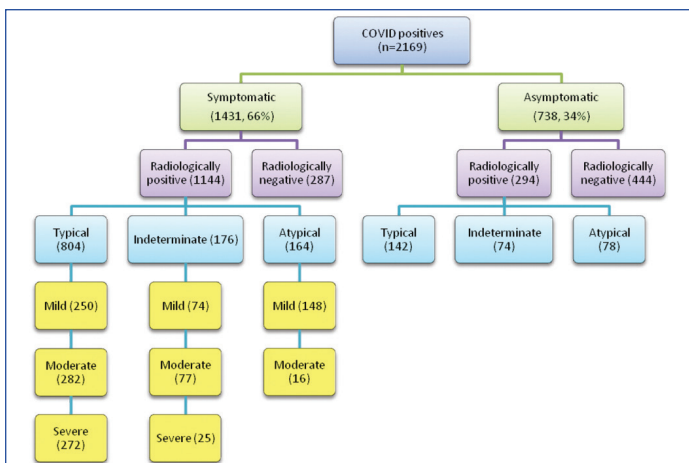 COVID positives
(n=2169)
Symptomatic
(1431, 66%)
Asymptomatic
(738, 34%)
Radiologically
positive (1144)
Radiologically
negative (287)
Radiologically
positive (294)
Radiologically
negative (444)
Typical
(804)
Indeterminate (176)
Atypical
(164)
Typical
(142)
Indeterminate
(74)
Atypical
(78)
Mild (250)
Mild (74)
Mild (148)
Moderate
(282)
Moderate
(77)
Moderate
(16)
Severe
(272)
Severe (25)